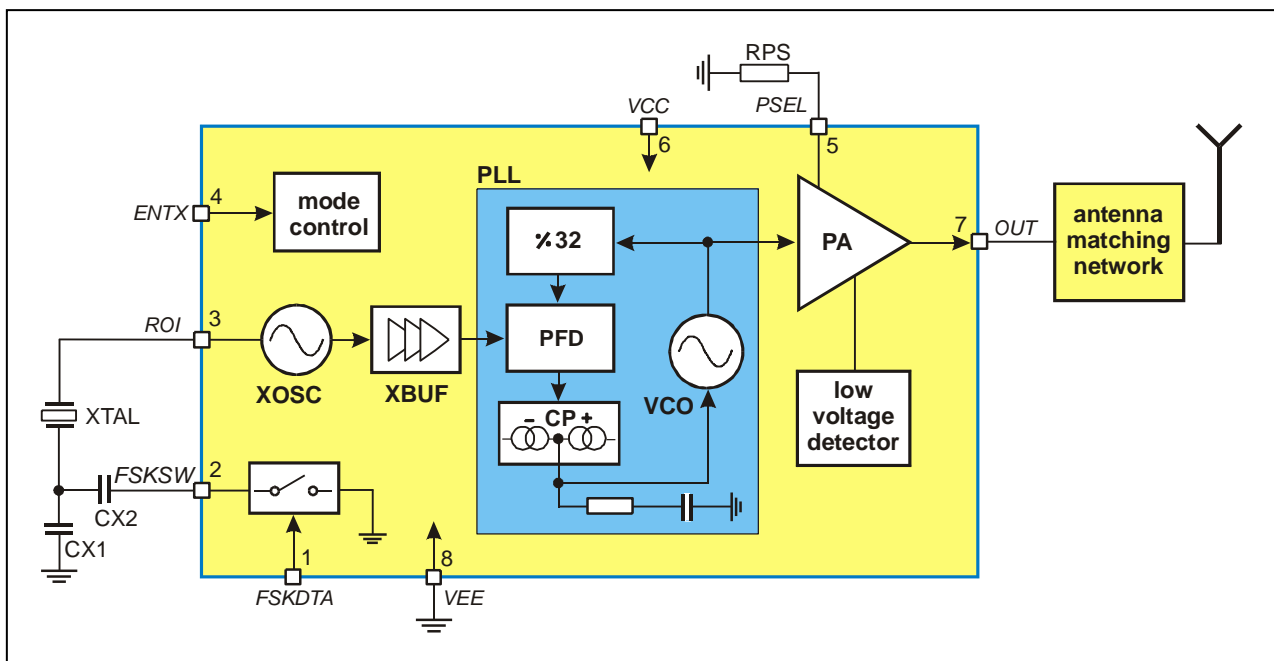 RPS
VCC
PSEL
6
5
PLL
4
ENTX
mode
control
٪32
PA
7
OUT
antenna
matching
network
3
ROI
XOSC
XBUF
PFD
VCO
low
voltage
detector
- CP +
XTAL
FSKSW
2
CX2
CX1
1
8
FSKDTA
VEE